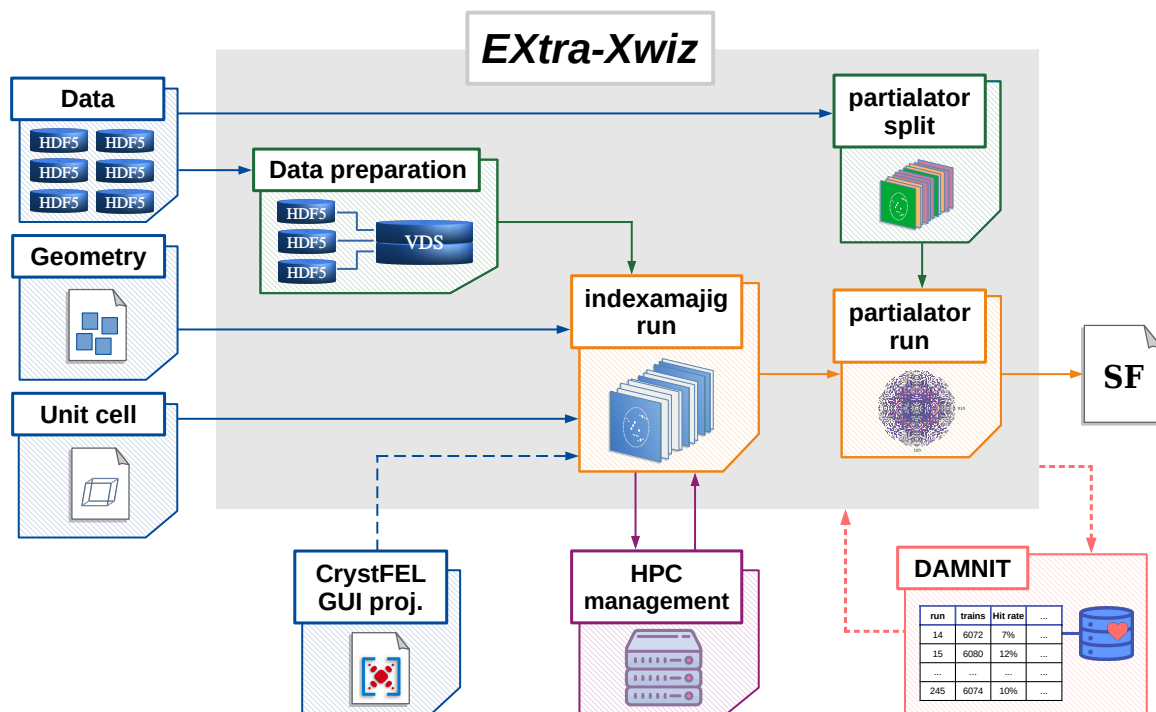 EXtra-Xwiz
Data
HDF5 HDF5
HDF5 HDF5
HDF5 HDF5
partialator
split
Data preparation
HDF5
HDF5
HDF5
VDS
Geometry
indexamajig
run
partialator
run
SF
Unit cell
CrystFEL
GUI proj.
HPC
management
DAMNIT
run trains Hit rate ...
14 6072 7% ...
15 6080 12% ...
... ... ... ...
245 6074 10% ...